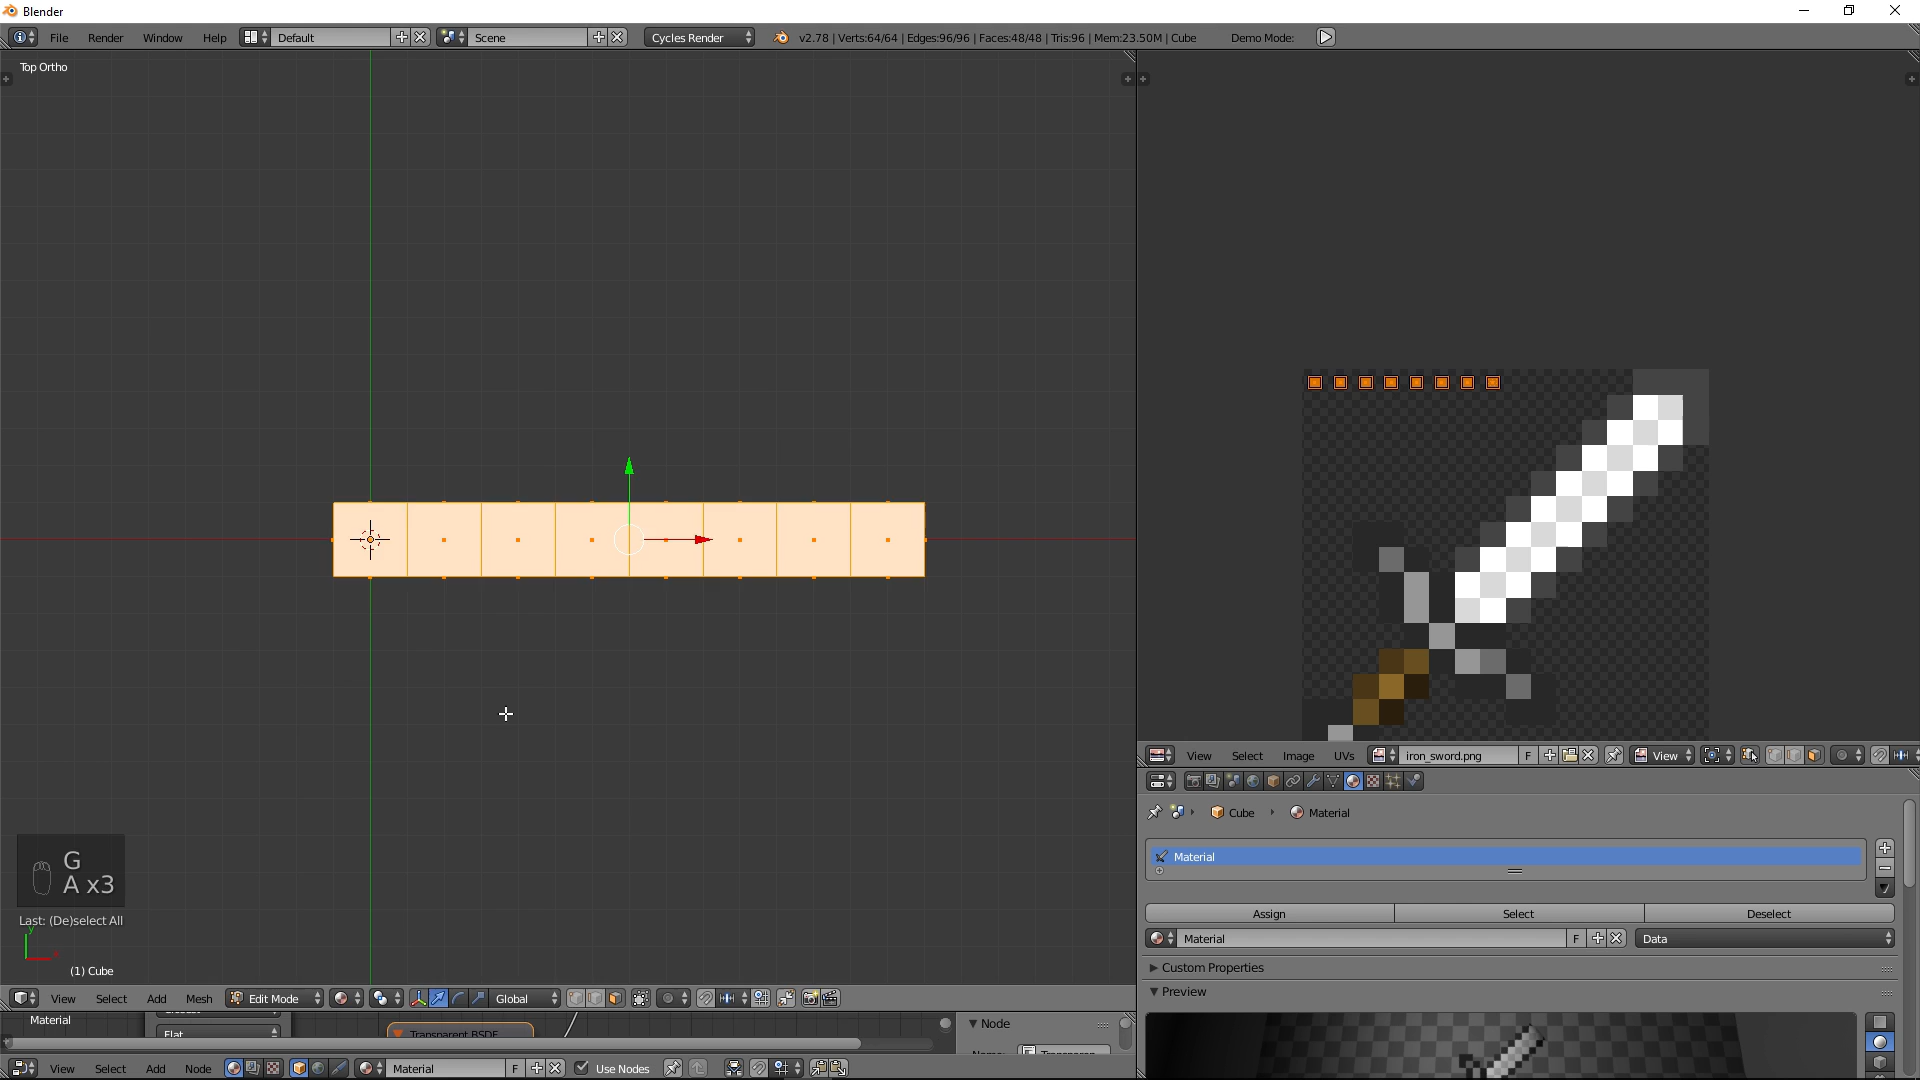 Blender
File Render Window Help Default Scene Cycles Render v2.78 | Verts:64/64 | Edges:96/96 | Faces:48/48 | Tris:96 | Mem:23.50M | Cube Demo Mode:
Top Ortho
G
A x3
Last: (De)select All
y
x
(1) Cube
View Select Add Mesh Edit Mode Global
View Select Image UVs iron_sword.png F View
Cube Material
Material
Assign Select Deselect
Material F Data
Custom Properties
Preview
Material
Flat
Transparent BSDF
Node
View Select Add Node Material F Use Nodes